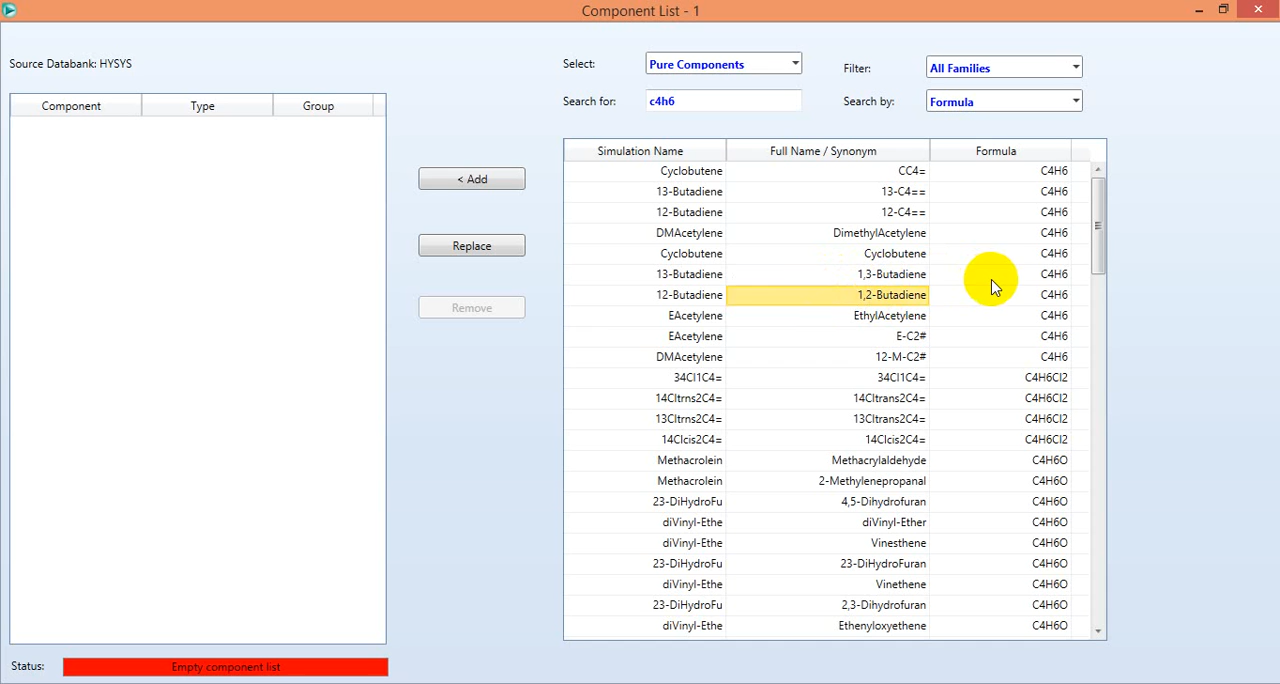 Component List - 1
Source Databank: HYSYS
Select: Pure Components Filter: All Families
Search for: c4h6 Search by: Formula
Component Type Group
< Add
Replace
Remove
Simulation Name Full Name / Synonym Formula
Cyclobutene CC4= C4H6
13-Butadiene 13-C4== C4H6
12-Butadiene 12-C4== C4H6
DMAcetylene DimethylAcetylene C4H6
Cyclobutene Cyclobutene C4H6
13-Butadiene 1,3-Butadiene C4H6
12-Butadiene 1,2-Butadiene C4H6
EAcetylene EthylAcetylene C4H6
EAcetylene E-C2# C4H6
DMAcetylene 12-M-C2# C4H6
34Cl1C4= 34Cl1C4= C4H6Cl2
14Cltrns2C4= 14Cltrans2C4= C4H6Cl2
13Cltrns2C4= 13Cltrans2C4= C4H6Cl2
14Clcis2C4= 14Clcis2C4= C4H6Cl2
Methacrolein Methacrylaldehyde C4H6O
Methacrolein 2-Methylenepropanal C4H6O
23-DiHydroFu 4,5-Dihydrofuran C4H6O
diVinyl-Ethe diVinyl-Ether C4H6O
diVinyl-Ethe Vinesthene C4H6O
23-DiHydroFu 23-DiHydroFuran C4H6O
diVinyl-Ethe Vinethene C4H6O
23-DiHydroFu 2,3-Dihydrofuran C4H6O
diVinyl-Ethe Ethenyloxyethene C4H6O
Status: Empty component list